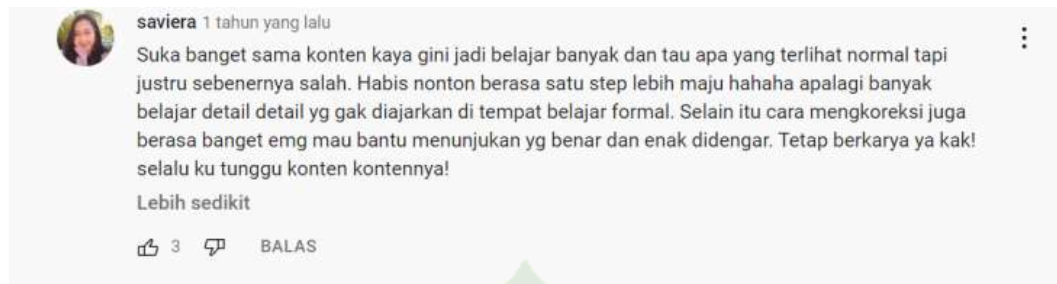 saviera 1 tahun yang lalu
Suka banget sama konten kaya gini jadi belajar banyak dan tau apa yang terlihat normal tapi
justru sebenernya salah. Habis nonton berasa satu step lebih maju hahaha apalagi banyak
belajar detail detail yg gak diajarkan di tempat belajar formal. Selain itu cara mengkoreksi juga
berasa banget emg mau bantu menunjukan yg benar dan enak didengar. Tetap berkarya ya kak!
selalu ku tunggu konten kontennya!
Lebih sedikit
3 BALAS